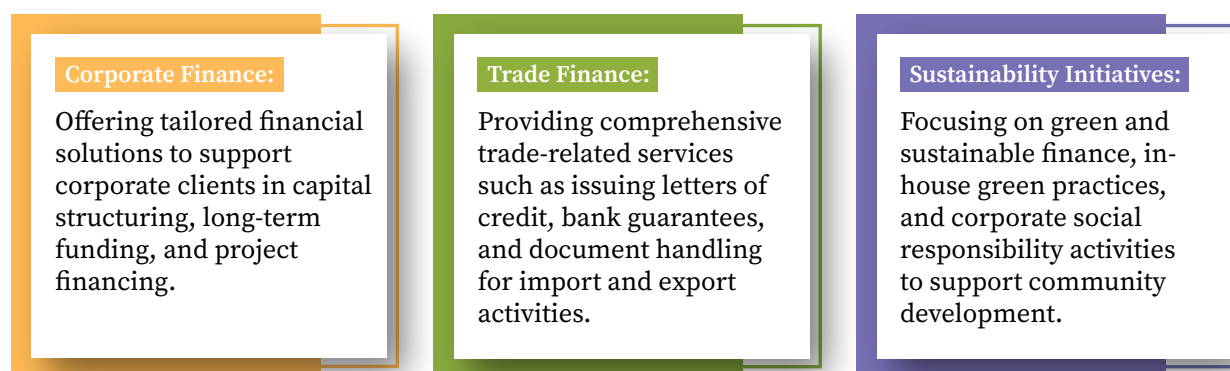 Corporate Finance:
Offering tailored financial
solutions to support
corporate clients in capital
structuring, long-term
funding, and project
financing.
Trade Finance:
Providing comprehensive
trade-related services
such as issuing letters of
credit, bank guarantees,
and document handling
for import and export
activities.
Sustainability Initiatives:
Focusing on green and
sustainable finance, in-
house green practices,
and corporate social
responsibility activities
to support community
development.